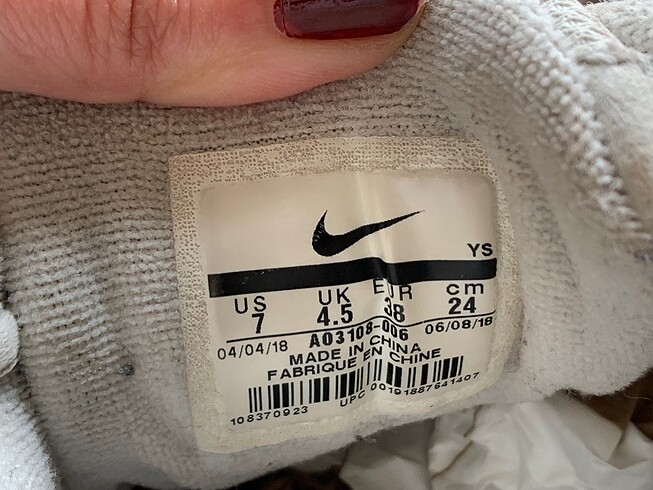 YS
US UK EUR cm
7 4.5 38 24
04/04/18 AO3108-006 06/08/18
MADE IN CHINA
FABRIQUE EN CHINE
108370923 UPC 00191887641407